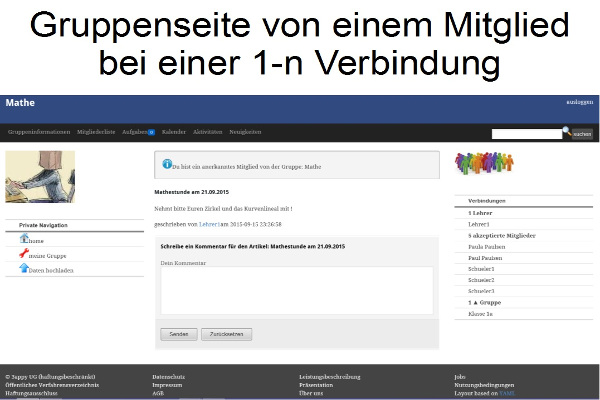 Gruppenseite von einem Mitglied
bei einer 1-n Verbindung
Mathe
ausloggen
Gruppeninformationen Mitgliederliste Aufgaben 0 Kalender Aktivitäten Neuigkeiten
suchen
Du bist ein anerkanntes Mitglied von der Gruppe: Mathe
Mathestunde am 21.09.2015
Nehmt bitte Euren Zirkel und das Kurvenlineal mit !
geschrieben von Lehrer1am 2015-09-15 23:26:58
Private Navigation
home
meine Gruppe
Daten hochladen
Schreibe ein Kommentar für den Artikel: Mathestunde am 21.09.2015
Dein Kommentar
Senden Zurücksetzen
Verbindungen
1 Lehrer
Lehrer1
5 akzeptierte Mitglieder
Paula Paulsen
Paul Paulsen
Schueler1
Schueler2
Schueler3
1 ▲ Gruppe
Klasse 1a
© Yappy UG (haftungsbeschränkt) Datenschutz Leistungsbeschreibung Jobs
Öffentliches Verfahrensverzeichnis Impressum Präsentation Nutzungsbedingungen
Haftungsausschluss AGB Über uns Layout based on YAML